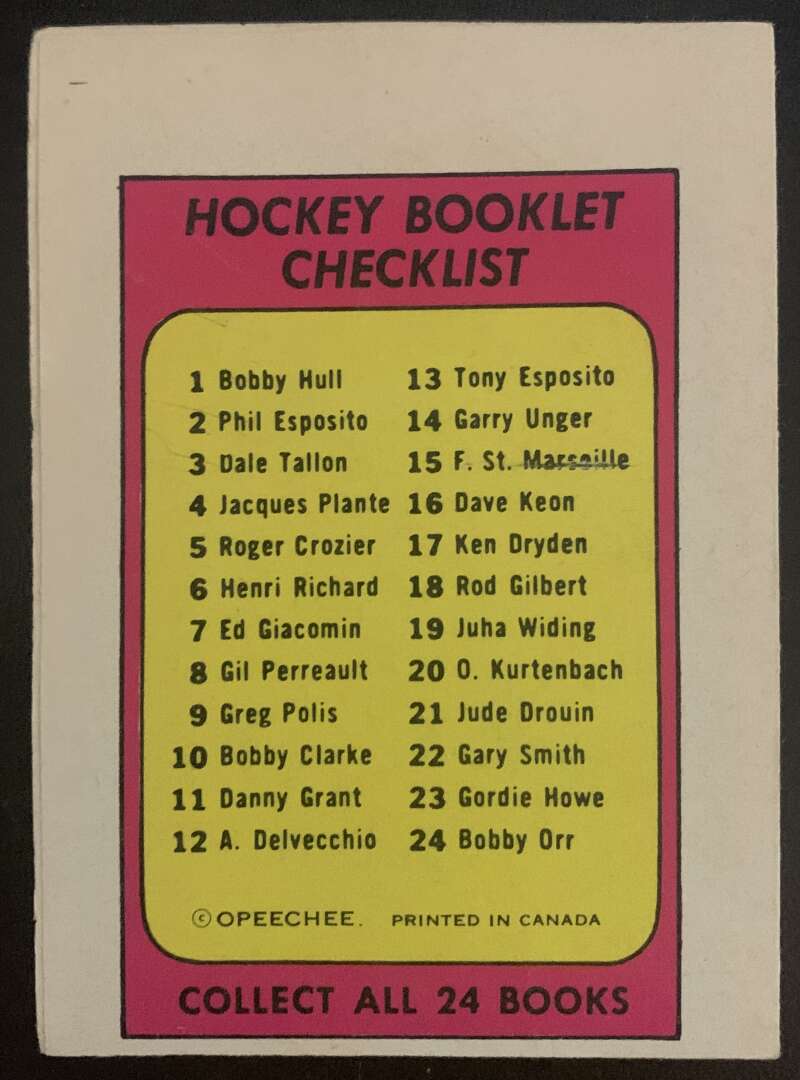 HOCKEY BOOKLET
CHECKLIST
1 Bobby Hull
2 Phil Esposito
3 Dale Tallon
4 Jacques Plante
5 Roger Crozier
6 Henri Richard
7 Ed Giacomin
8 Gil Perreault
9 Greg Polis
10 Bobby Clarke
11 Danny Grant
12 A. Delvecchio
13 Tony Esposito
14 Garry Unger
15 F. St. Marseille
16 Dave Keon
17 Ken Dryden
18 Rod Gilbert
19 Juha Widing
20 O. Kurtenbach
21 Jude Drouin
22 Gary Smith
23 Gordie Howe
24 Bobby Orr
©OPEECHEE. PRINTED IN CANADA
COLLECT ALL 24 BOOKS